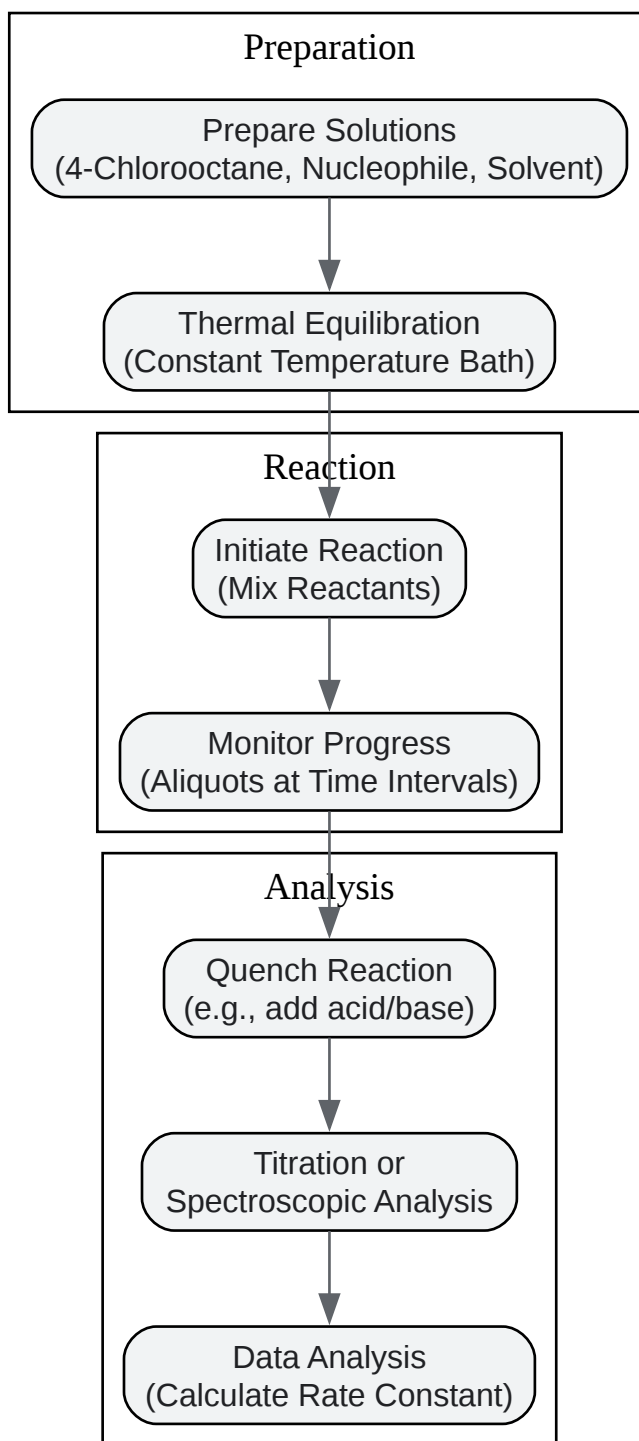 Preparation
Prepare Solutions
(4-Chlorooctane, Nucleophile, Solvent)
Thermal Equilibration
(Constant Temperature Bath)
Reaction
Initiate Reaction
(Mix Reactants)
Monitor Progress
(Aliquots at Time Intervals)
Analysis
Quench Reaction
(e.g., add acid/base)
Titration or
Spectroscopic Analysis
Data Analysis
(Calculate Rate Constant)